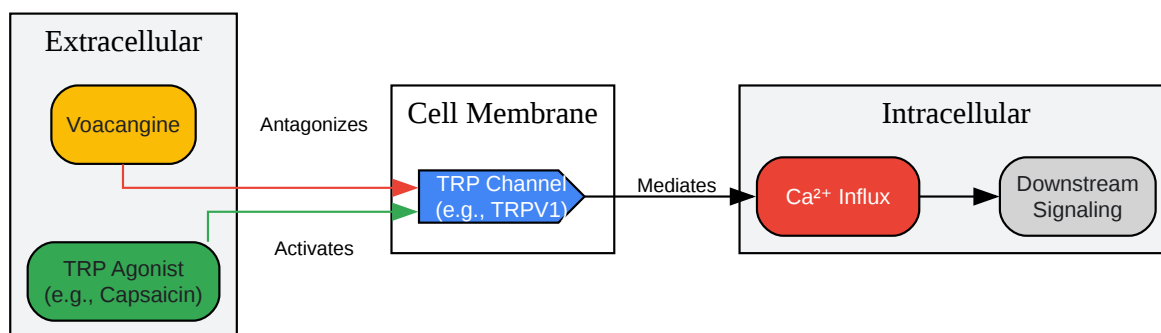 Extracellular
Voacangine
TRP Agonist
(e.g., Capsaicin)
Antagonizes
Activates
Cell Membrane
TRP Channel
(e.g., TRPV1)
Mediates
Intracellular
Ca²⁺ Influx
Downstream
Signaling